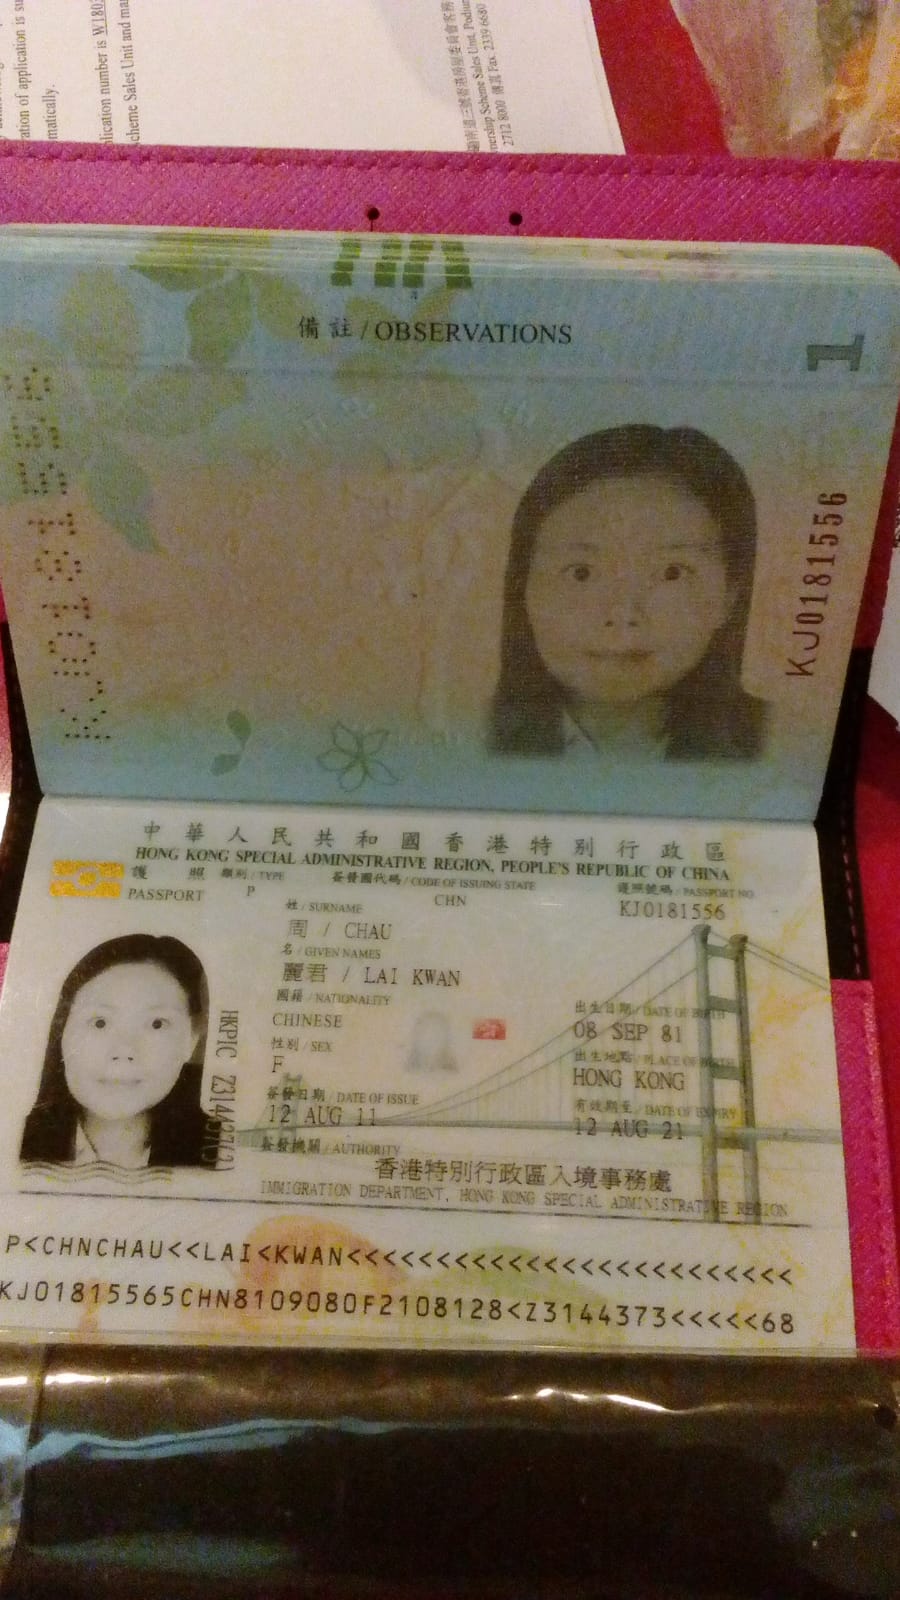 ation of application is su
matically.
lication number is W180
cheme Sales Unit and ma
nership Scheme Sales Unit, Podium
2712 8000 傳真 Fax. 2339 6680
備註 / OBSERVATIONS
1
KJ0181556
KJ0181556
中華人民共和國香港特別行政區
HONG KONG SPECIAL ADMINISTRATIVE REGION, PEOPLE'S REPUBLIC OF CHINA
護照 類別 / TYPE 簽發國代碼 / CODE OF ISSUING STATE 護照號碼 / PASSPORT NO.
PASSPORT P CHN KJ0181556
姓 / SURNAME
周 / CHAU
名 / GIVEN NAMES
麗君 / LAI KWAN
國籍 / NATIONALITY 出生日期 / DATE OF BIRTH
CHINESE 08 SEP 81
性別 / SEX 出生地點 / PLACE OF BIRTH
F HONG KONG
簽發日期 / DATE OF ISSUE 有效期至 / DATE OF EXPIRY
12 AUG 11 12 AUG 21
簽發機關 / AUTHORITY
香港特別行政區入境事務處
IMMIGRATION DEPARTMENT, HONG KONG SPECIAL ADMINISTRATIVE REGION
HKPIC
P<CHNCHAU<<LAI<KWAN<<<<<<<<<<<<<<<<<<<<<<<<<
KJ01815565CHN8109080F2108128<Z3144373<<<<<68